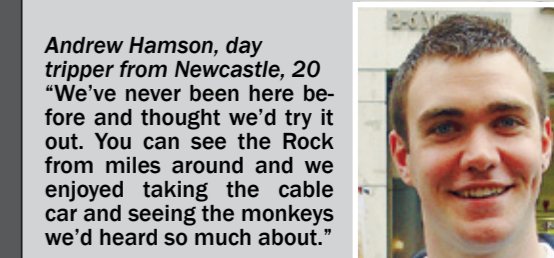 Andrew Hamson, day
tripper from Newcastle, 20
“We’ve never been here be-
fore and thought we’d try it
out. You can see the Rock
from miles around and we
enjoyed taking the cable
car and seeing the monkeys
we’d heard so much about.”